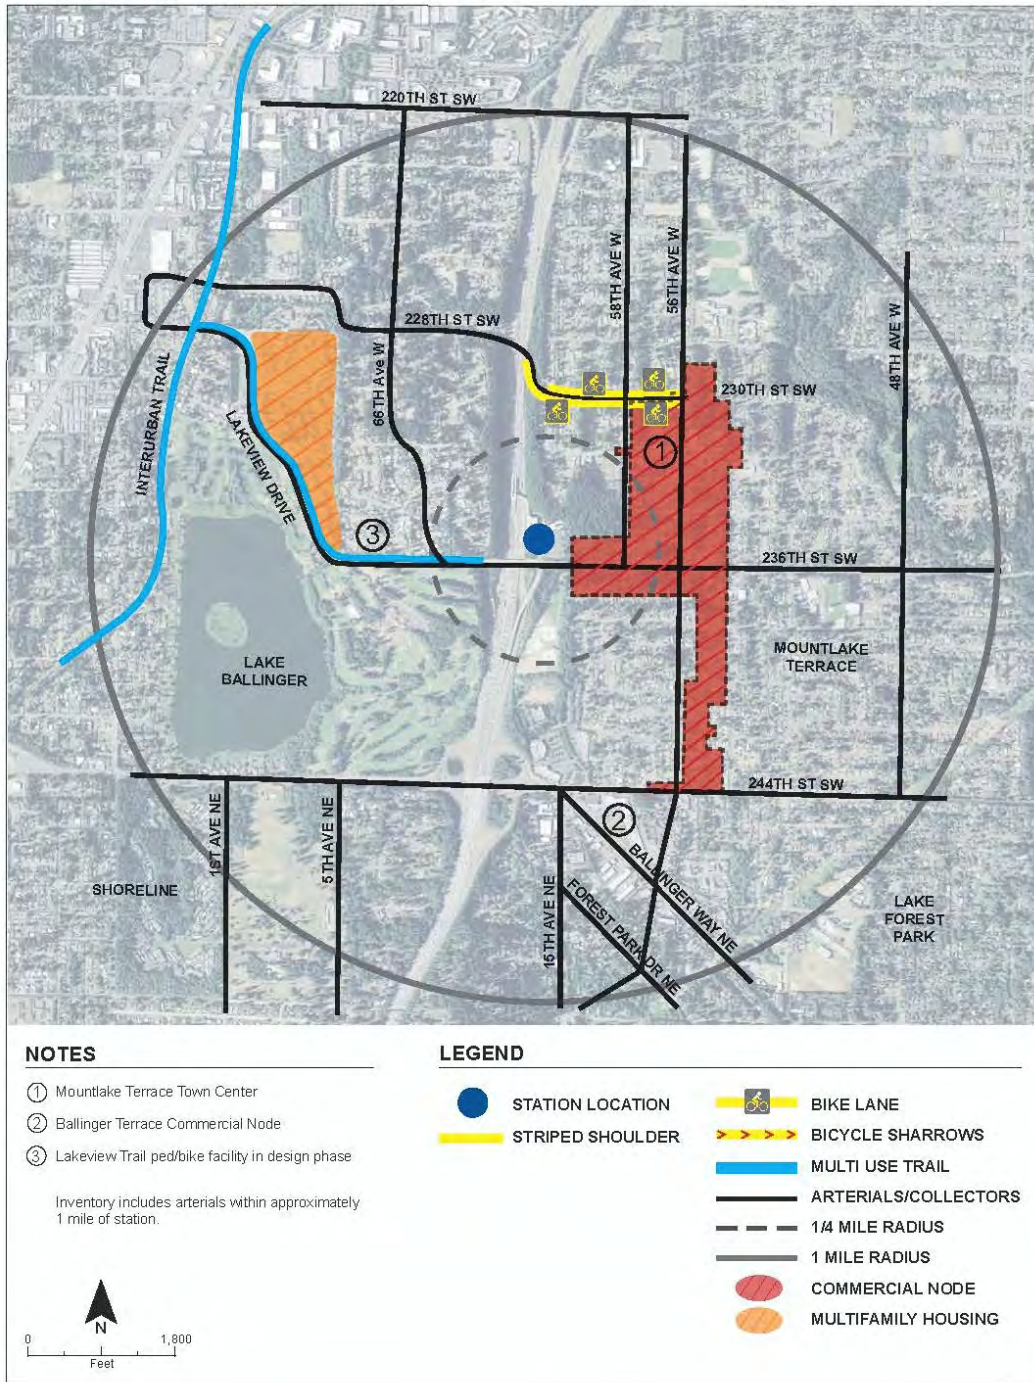 220TH ST SW
58TH AVE W
56TH AVE W
48TH AVE W
66TH Ave W
228TH ST SW
230TH ST SW
INTERURBAN TRAIL
LAKEVIEW DRIVE
1
3
236TH ST SW
LAKE
BALLINGER
MOUNTLAKE
TERRACE
244TH ST SW
1ST AVE NE
5TH AVE NE
15TH AVE NE
2
BALLINGER WAY NE
FOREST PARK DR NE
SHORELINE
LAKE
FOREST
PARK
NOTES
1 Mountlake Terrace Town Center
2 Ballinger Terrace Commercial Node
3 Lakeview Trail ped/bike facility in design phase
Inventory includes arterials within approximately
1 mile of station.
N
0 1,800
Feet
LEGEND
STATION LOCATION
STRIPED SHOULDER
BIKE LANE
BICYCLE SHARROWS
MULTI USE TRAIL
ARTERIALS/COLLECTORS
1/4 MILE RADIUS
1 MILE RADIUS
COMMERCIAL NODE
MULTIFAMILY HOUSING